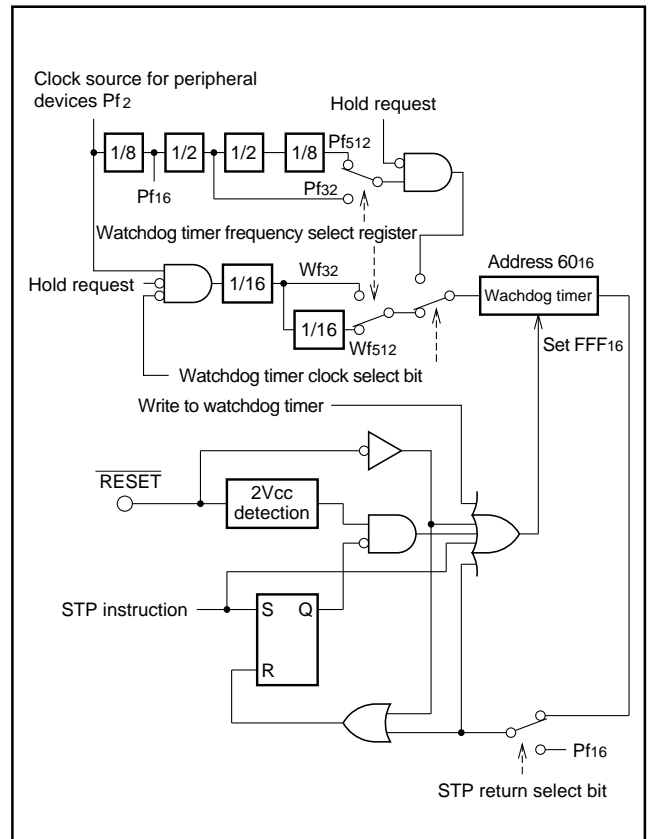 Clock source for peripheral
devices Pf2
Hold request
1/8
1/2
1/2
1/8
Pf512
Pf16
Pf32
Watchdog timer frequency select register
Address 6016
Hold request
1/16
Wf32
Wachdog timer
1/16
Wf512
Set FFF16
Watchdog timer clock select bit
Write to watchdog timer
RESET
2Vcc
detection
STP instruction
S Q
R
Pf16
STP return select bit